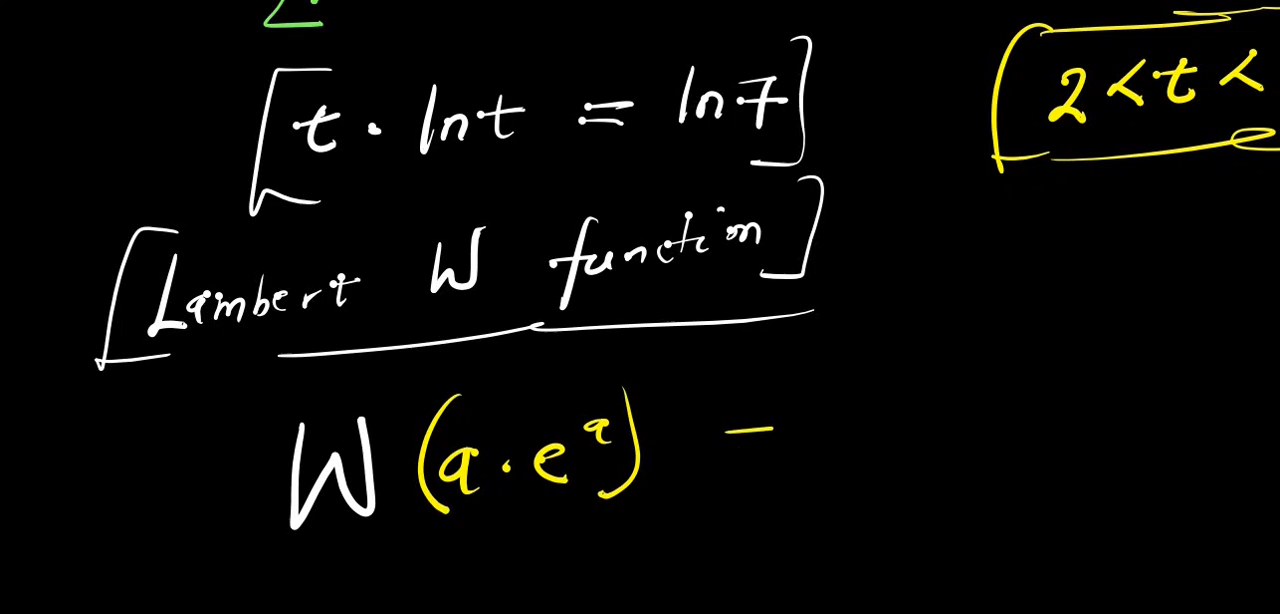 [t · ln t = ln 7]
2 < t <
[Lambert W function]
W (a · e^a) –